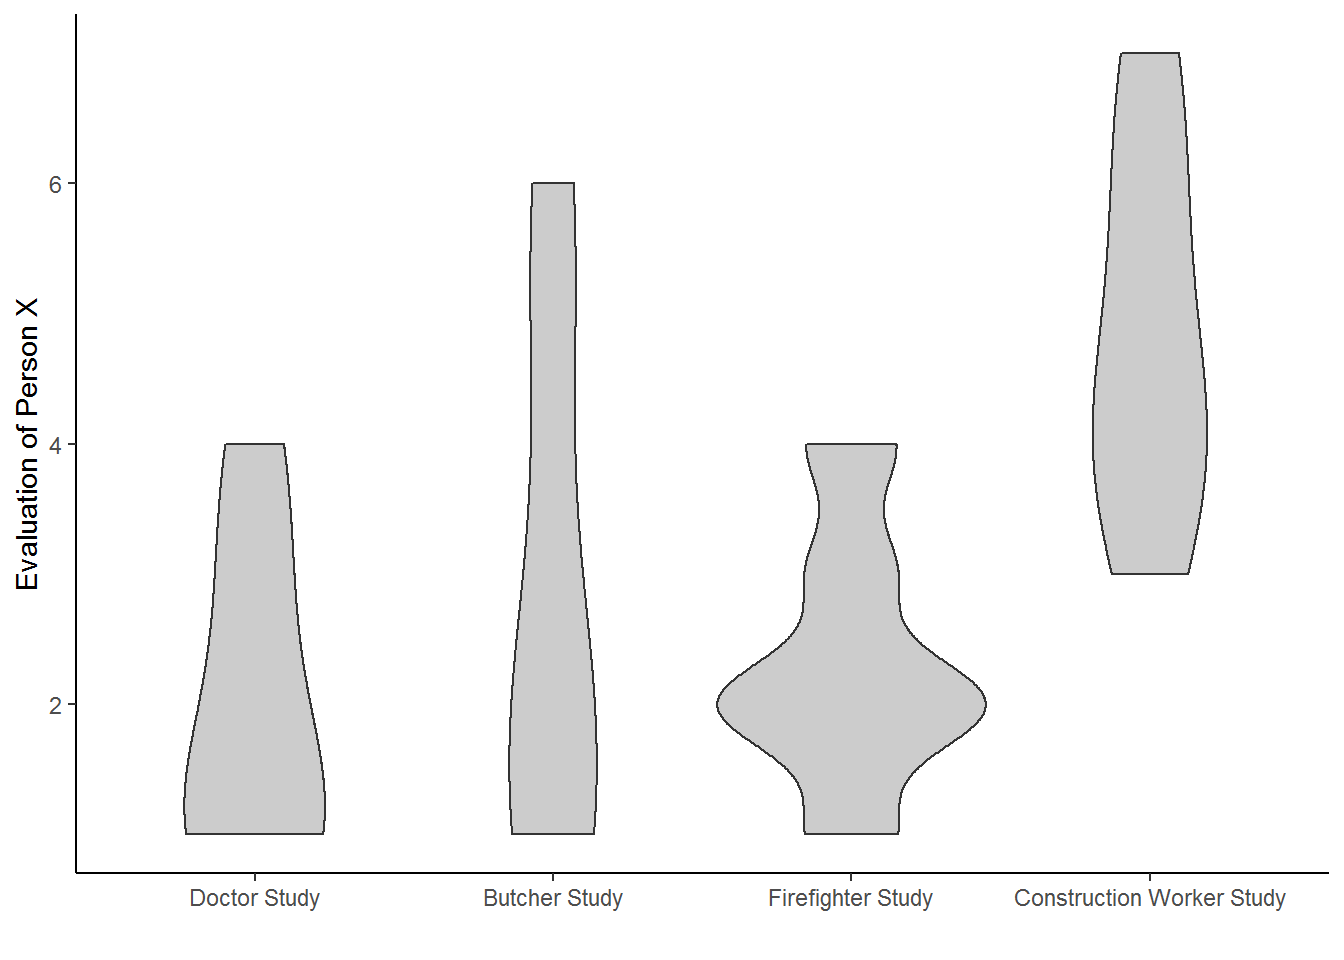 Evaluation of Person X
6
4
2
Doctor Study
Butcher Study
Firefighter Study
Construction Worker Study